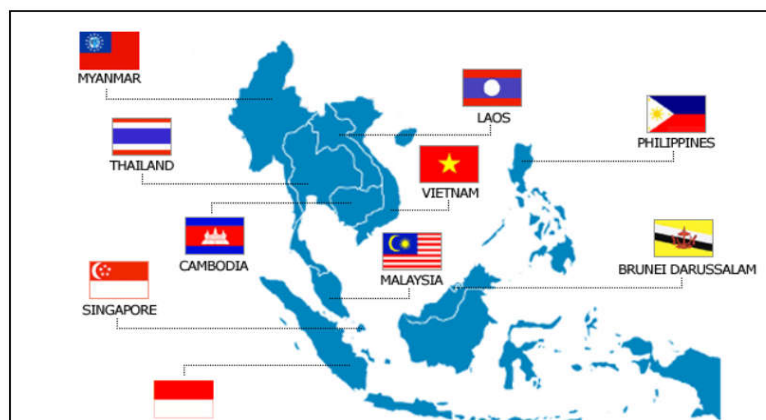 MYANMAR
LAOS
PHILIPPINES
THAILAND
VIETNAM
CAMBODIA
MALAYSIA
BRUNEI DARUSSALAM
SINGAPORE